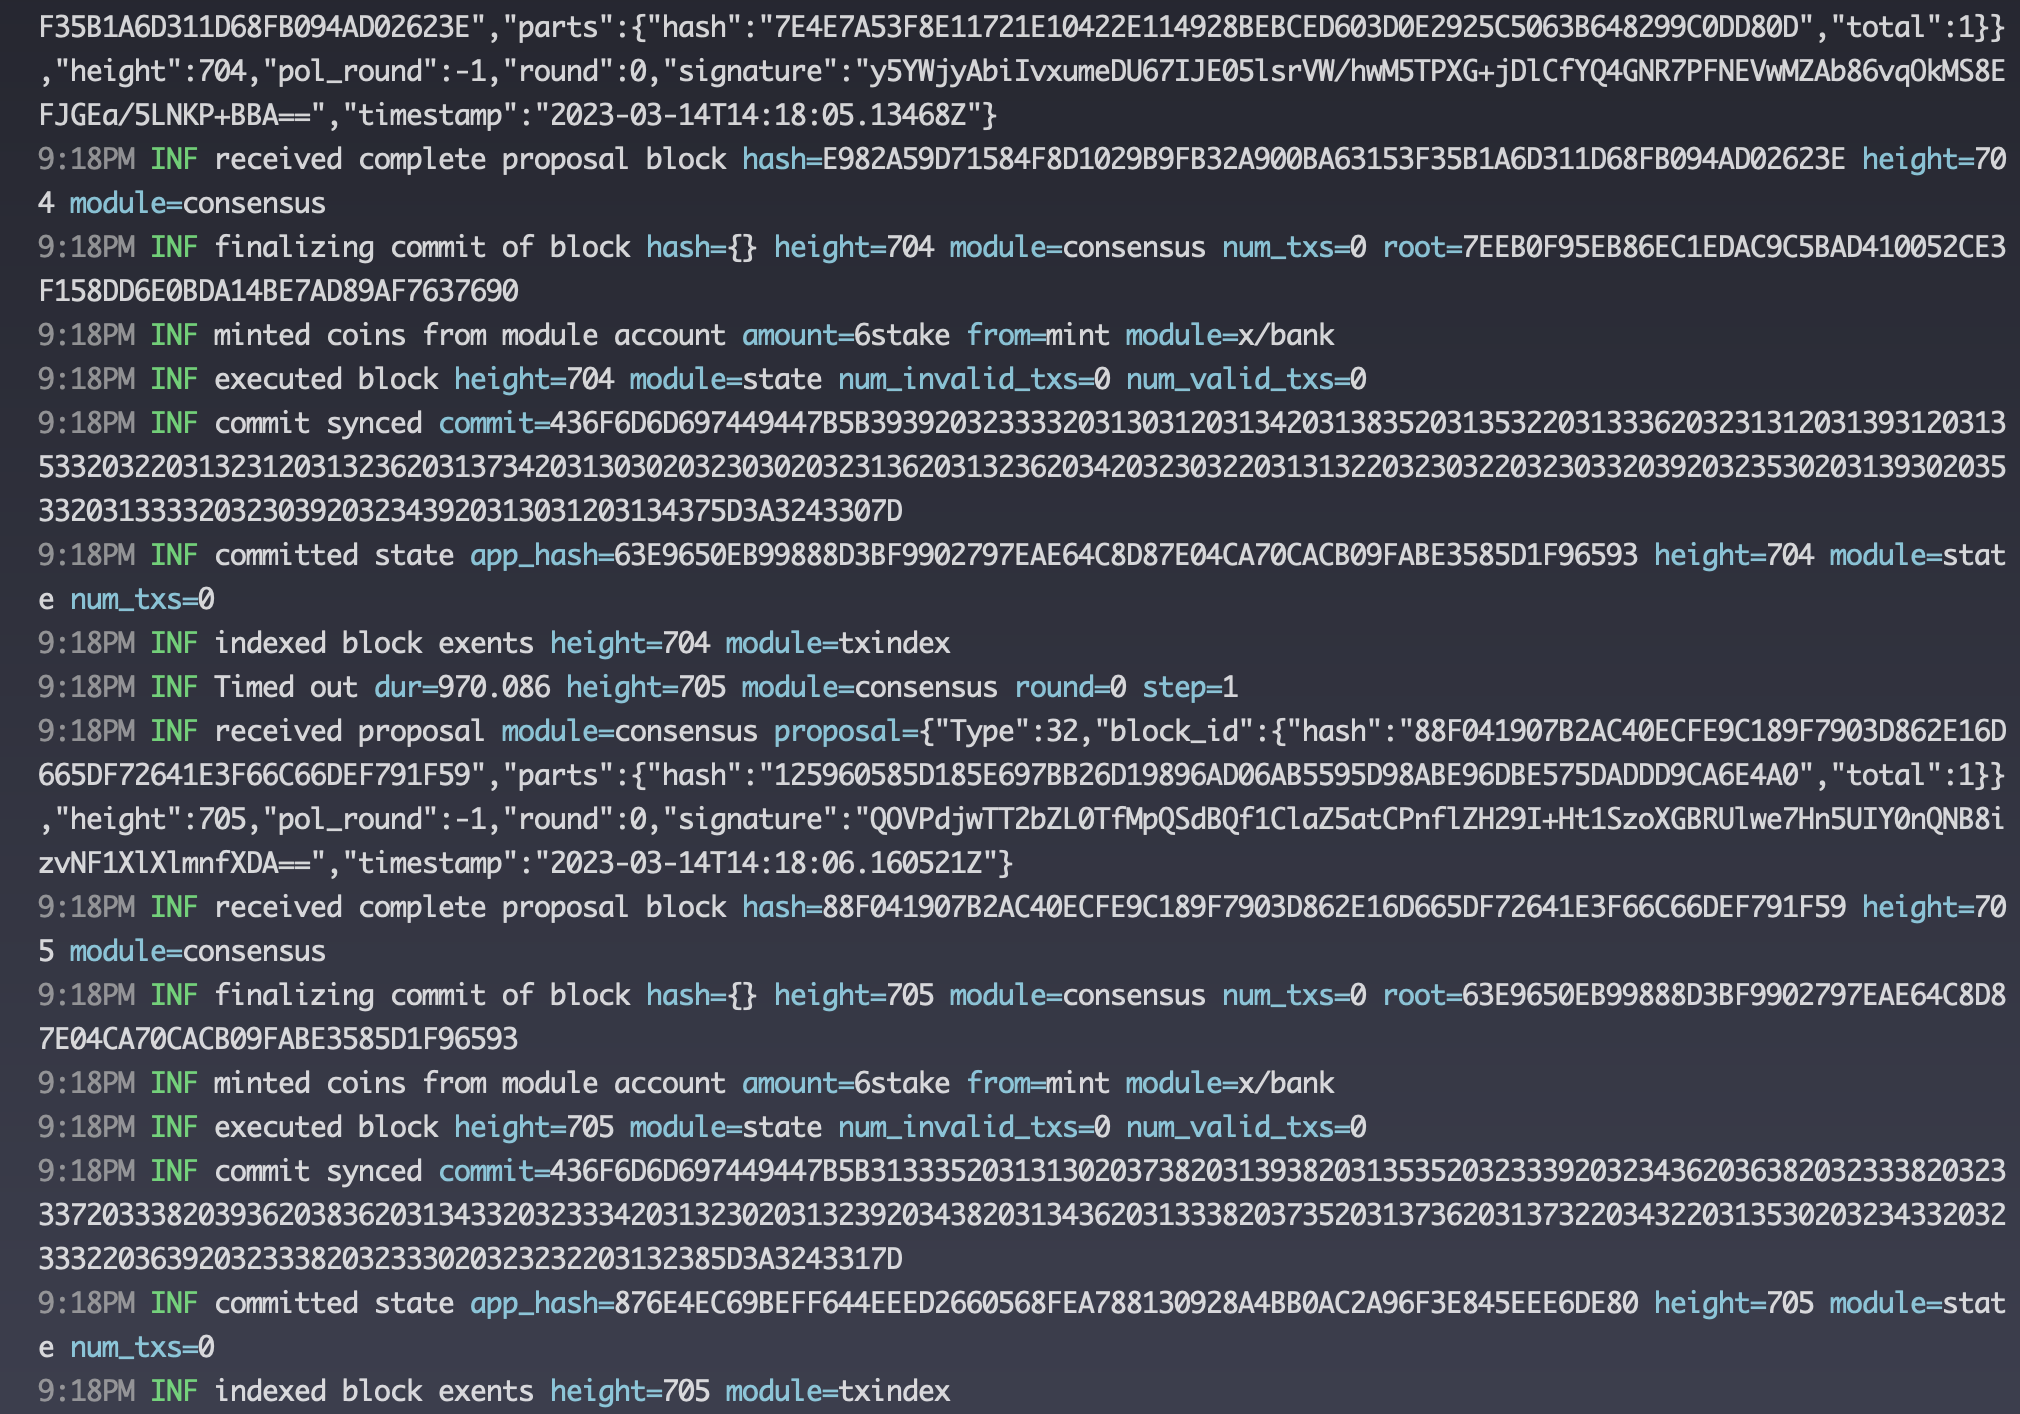 F35B1A6D311D68FB094AD02623E","parts":{"hash":"7E4E7A53F8E11721E10422E114928BEBCED603D0E2925C5063B648299C0DD80D","total":1}}
,"height":704,"pol_round":-1,"round":0,"signature":"y5YWjyAbiIvxumeDU67IJE05lsrVW/hwM5TPXG+jDlCfYQ4GNR7PFNEVwMZAb86vqOkMS8E
FJGEa/5LNKP+BBA==","timestamp":"2023-03-14T14:18:05.13468Z"}
9:18PM INF received complete proposal block hash=E982A59D71584F8D1029B9FB32A900BA63153F35B1A6D311D68FB094AD02623E height=70
4 module=consensus
9:18PM INF finalizing commit of block hash={} height=704 module=consensus num_txs=0 root=7EEB0F95EB86EC1EDAC9C5BAD410052CE3
F158DD6E0BDA14BE7AD89AF7637690
9:18PM INF minted coins from module account amount=6stake from=mint module=x/bank
9:18PM INF executed block height=704 module=state num_invalid_txs=0 num_valid_txs=0
9:18PM INF commit synced commit=436F6D6D697449447B5B393920323333203130312031342031383520313532203133362032313120313931203135
3320322031323120313236203137342031303020323030203231362031323620342032303220313132203230322032303320392032353020313930203533
203133332032303920323439203130312031343 75D3A3243307D
9:18PM INF committed state app_hash=63E9650EB99888D3BF9902797EAE64C8D87E04CA70CACB09FABE3585D1F96593 height=704 module=stat
e num_txs=0
9:18PM INF indexed block exents height=704 module=txindex
9:18PM INF Timed out dur=970.086 height=705 module=consensus round=0 step=1
9:18PM INF received proposal module=consensus proposal={"Type":32,"block_id":{"hash":"88F041907B2AC40ECFE9C189F7903D862E16D
665DF72641E3F66C66DEF791F59","parts":{"hash":"125960585D185E697BB26D19896AD06AB5595D98ABE96DBE575DADDD9CA6E4A0","total":1}}
,"height":705,"pol_round":-1,"round":0,"signature":"QOVPdjwTT2bZL0TfMpQSdBQf1ClaZ5atCPnflZH29I+Ht1SzoXGBRUlwe7Hn5UIY0nQNB8i
zvNF1XlXlmnfXDA==","timestamp":"2023-03-14T14:18:06.160521Z"}
9:18PM INF received complete proposal block hash=88F041907B2AC40ECFE9C189F7903D862E16D665DF72641E3F66C66DEF791F59 height=70
5 module=consensus
9:18PM INF finalizing commit of block hash={} height=705 module=consensus num_txs=0 root=63E9650EB99888D3BF9902797EAE64C8D8
7E04CA70CACB09FABE3585D1F96593
9:18PM INF minted coins from module account amount=6stake from=mint module=x/bank
9:18PM INF executed block height=705 module=state num_invalid_txs=0 num_valid_txs=0
9:18PM INF commit synced commit=436F6D6D697449447B5B31333520313130203738203139382031353520323339203234362036382032333820323
337203338203936203836203134332032333420313230203132392034382031343620313338203735203137362031373220343220313530203234332032
3332203639203233382032333020323232203132385D3A3243317D
9:18PM INF committed state app_hash=876E4EC69BEFF644EEED2660568FEA788130928A4BB0AC2A96F3E845EEE6DE80 height=705 module=stat
e num_txs=0
9:18PM INF indexed block exents height=705 module=txindex